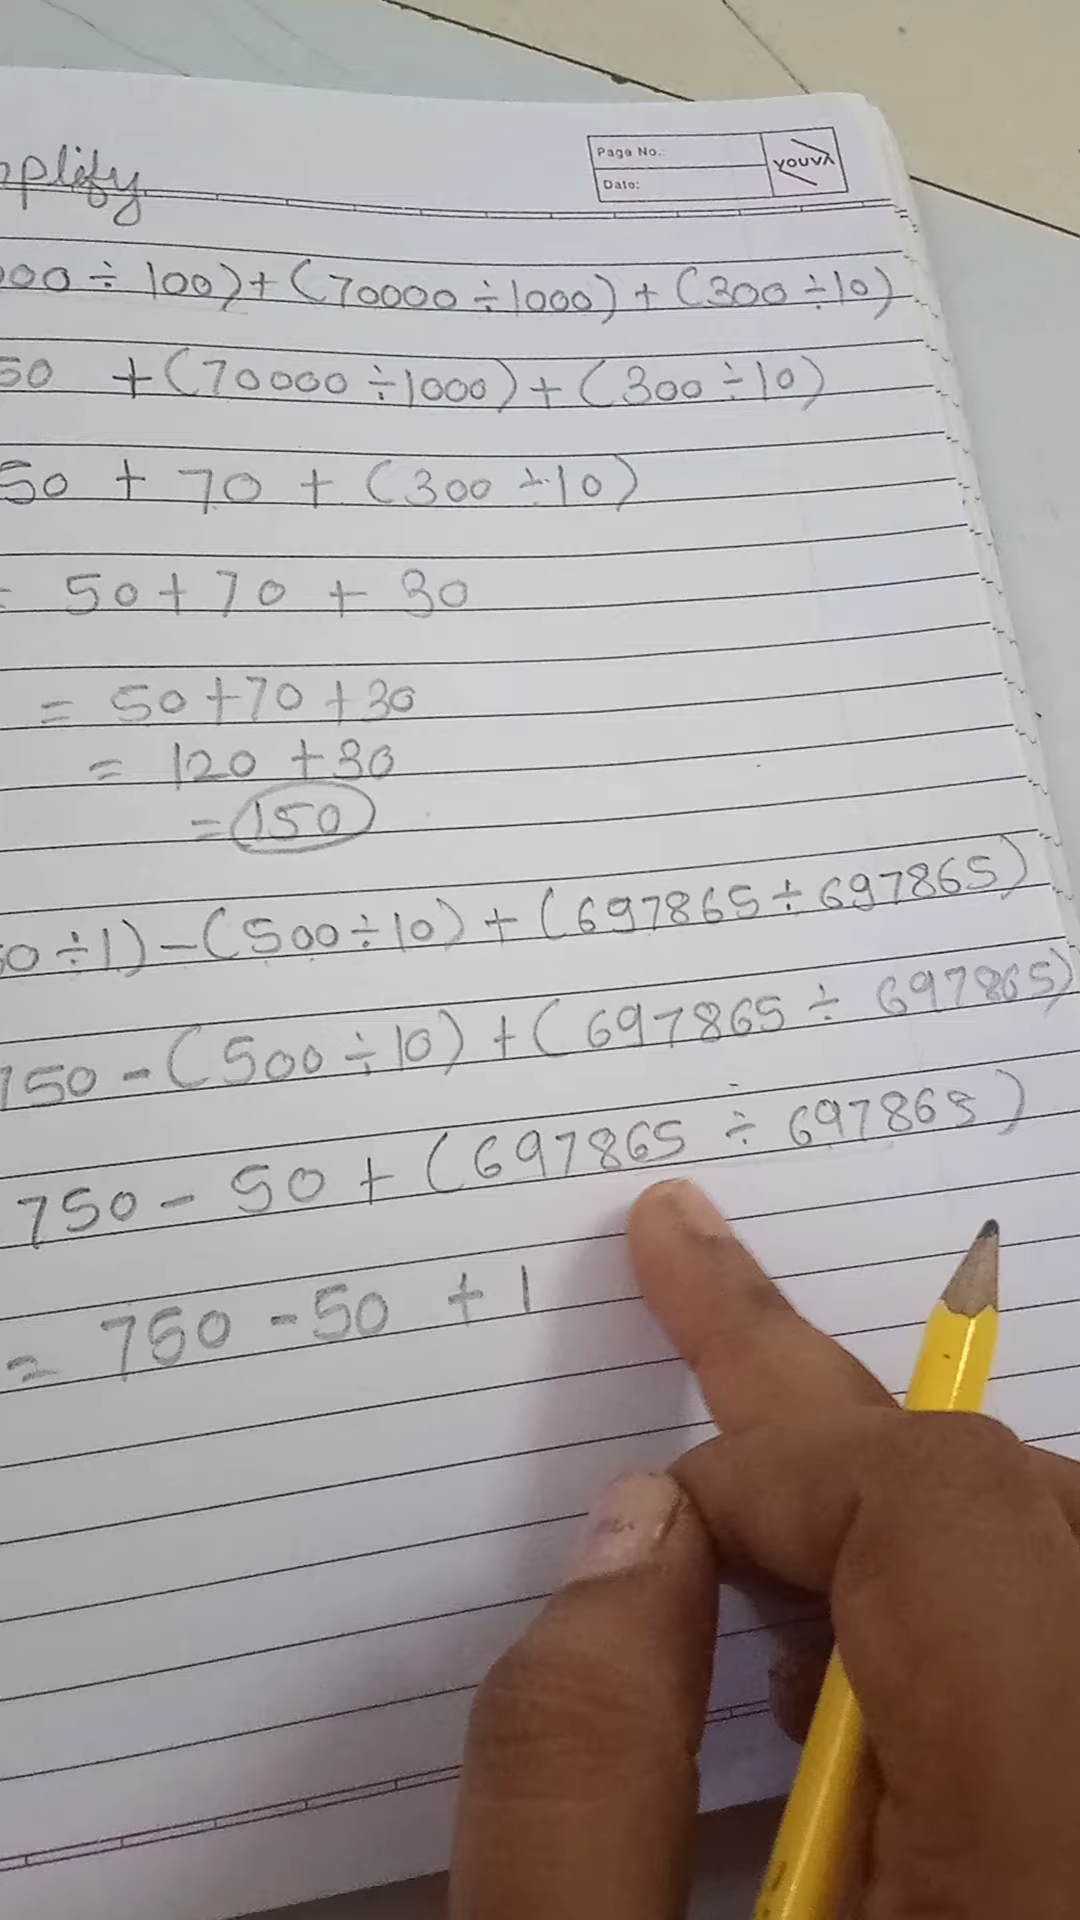 Page No.:
Date:
YOUVA
plify
00 ÷ 100) + (70000 ÷ 1000) + (300 ÷ 10)
50 + (70000 ÷ 1000) + (300 ÷ 10)
50 + 70 + (300 ÷ 10)
= 50 + 70 + 30
= 50 + 70 + 30
= 120 + 30
= 150
0 ÷ 1) - (500 ÷ 10) + (697865 ÷ 697865)
750 - (500 ÷ 10) + (697865 ÷ 697865)
750 - 50 + (697865 ÷ 697865)
= 750 - 50 + 1